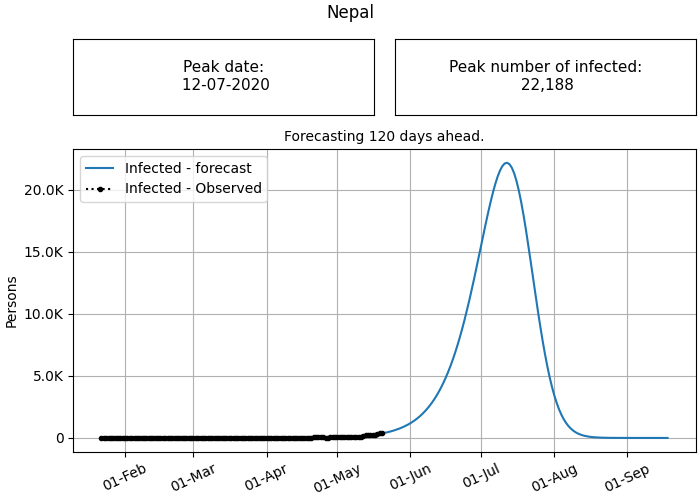 Nepal
Peak date:
12-07-2020
Peak number of infected:
22,188
Forecasting 120 days ahead.
Infected - forecast
Infected - Observed
20.0K
15.0K
10.0K
5.0K
0
Persons
01-Feb
01-Mar
01-Apr
01-May
01-Jun
01-Jul
01-Aug
01-Sep